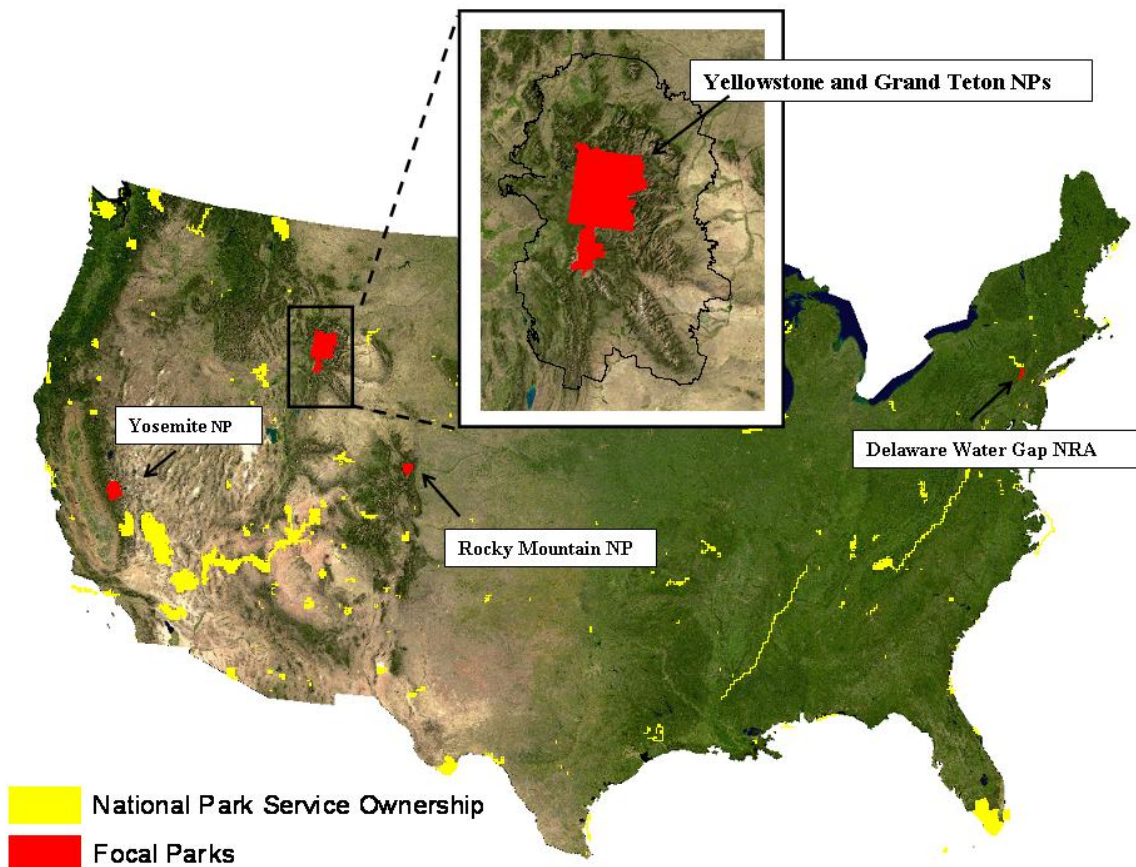 Yellowstone and Grand Teton NPs
Yosemite NP
Delaware Water Gap NRA
Rocky Mountain NP
National Park Service Ownership
Focal Parks